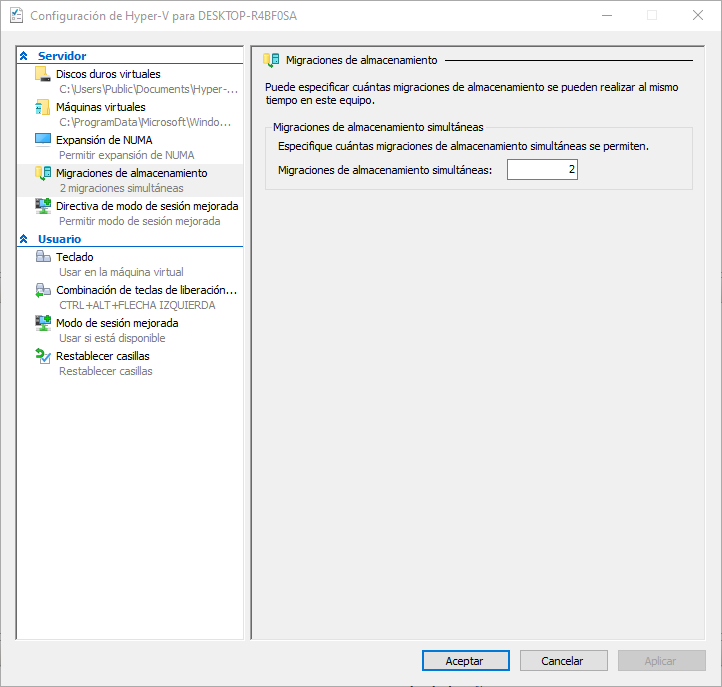 Configuración de Hyper-V para DESKTOP-R4BF0SA
Servidor
Discos duros virtuales
C:\Users\Public\Documents\Hyper-...
Máquinas virtuales
C:\ProgramData\Microsoft\Windo...
Expansión de NUMA
Permitir expansión de NUMA
Migraciones de almacenamiento
2 migraciones simultáneas
Directiva de modo de sesión mejorada
Permitir modo de sesión mejorada
Usuario
Teclado
Usar en la máquina virtual
Combinación de teclas de liberación...
CTRL+ALT+FLECHA IZQUIERDA
Modo de sesión mejorada
Usar si está disponible
Restablecer casillas
Restablecer casillas
Migraciones de almacenamiento
Puede especificar cuántas migraciones de almacenamiento se pueden realizar al mismo
tiempo en este equipo.
Migraciones de almacenamiento simultáneas
Especifique cuántas migraciones de almacenamiento simultáneas se permiten.
Migraciones de almacenamiento simultáneas: 2
Aceptar Cancelar Aplicar